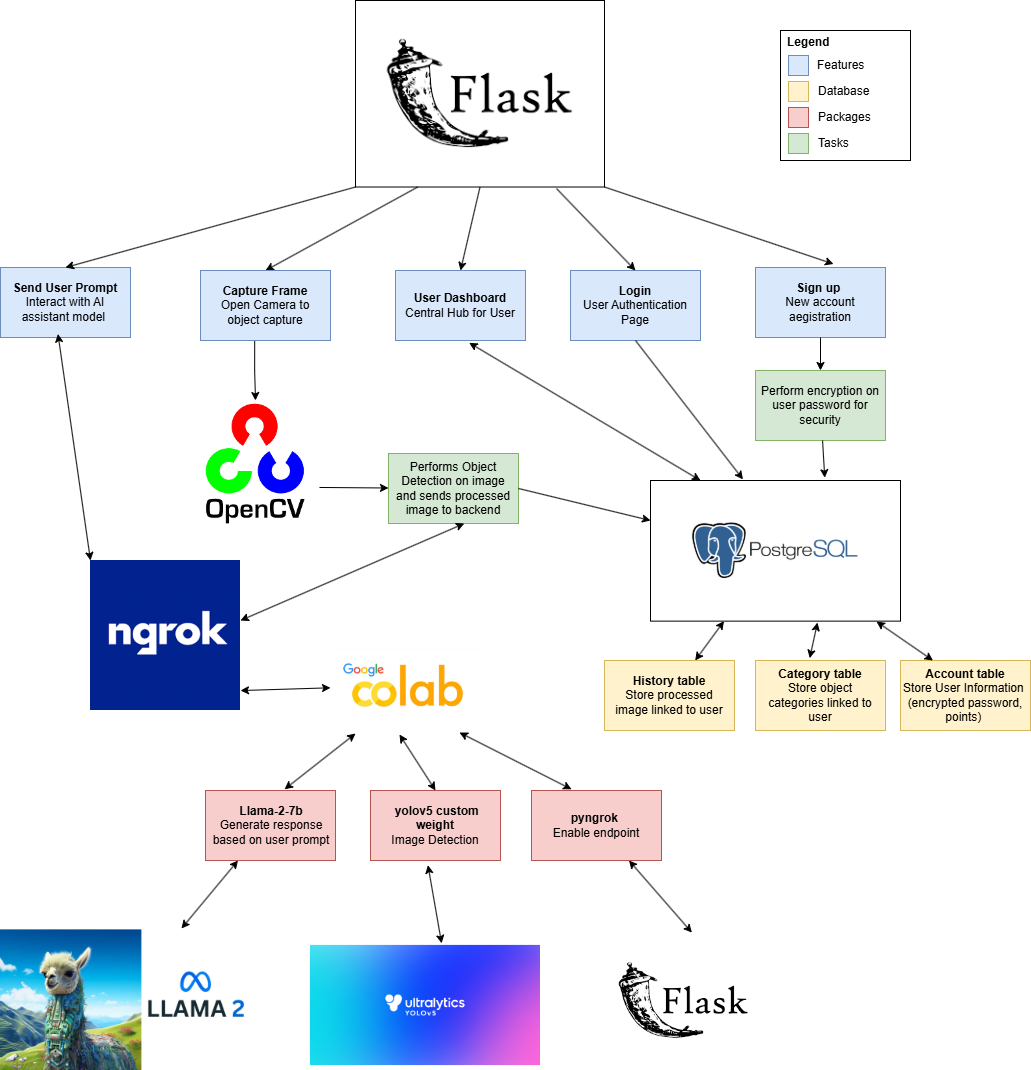 Flask
Legend
Features
Database
Packages
Tasks
Send User Prompt
Interact with AI
assistant model
Capture Frame
Open Camera to
object capture
User Dashboard
Central Hub for User
Login
User Authentication
Page
Sign up
New account
aegistration
Perform encryption on
user password for
security
OpenCV
Performs Object
Detection on image
and sends processed
image to backend
PostgreSQL
ngrok
Google
colab
History table
Store processed
image linked to user
Category table
Store object
categories linked to
user
Account table
Store User Information
(encrypted password,
points)
Llama-2-7b
Generate response
based on user prompt
yolov5 custom
weight
Image Detection
pyngrok
Enable endpoint
LLAMA 2
ultralytics
YOLOv5
Flask